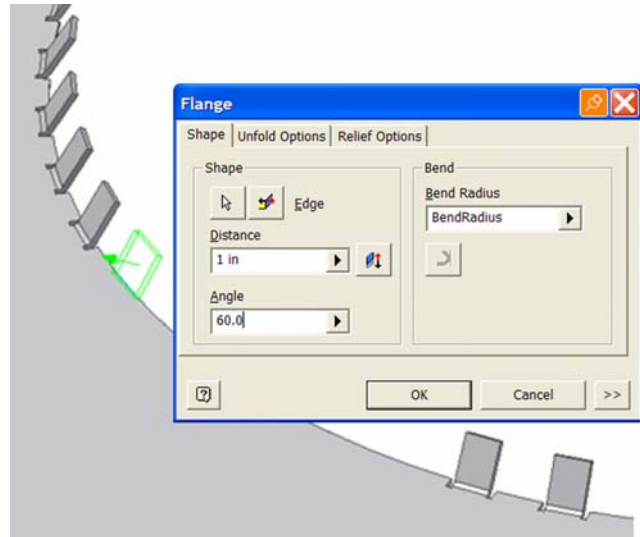 Flange
Shape Unfold Options Relief Options
Shape
Edge
Distance
1 in
Angle
60.0
Bend
Bend Radius
BendRadius
? OK Cancel >>